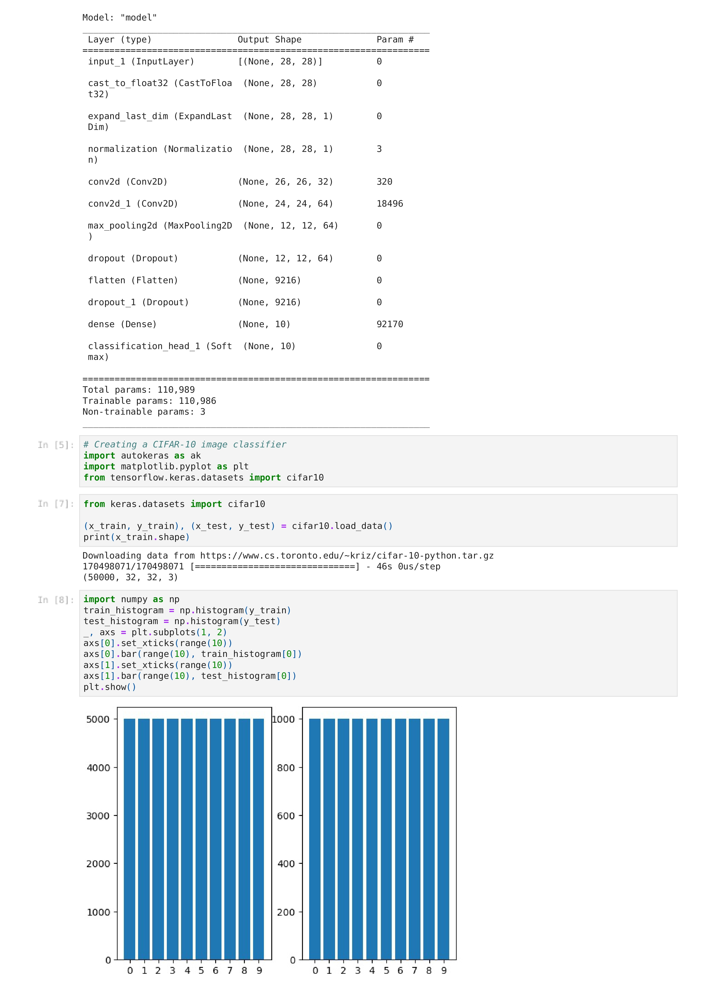 Model: "model"
_________________________________________________________________
 Layer (type)                Output Shape              Param #
=================================================================
 input_1 (InputLayer)        [(None, 28, 28)]          0
 cast_to_float32 (CastToFloa  (None, 28, 28)           0
 t32)
 expand_last_dim (ExpandLast  (None, 28, 28, 1)        0
 Dim)
 normalization (Normalizatio  (None, 28, 28, 1)        3
 n)
 conv2d (Conv2D)             (None, 26, 26, 32)        320
 conv2d_1 (Conv2D)           (None, 24, 24, 64)        18496
 max_pooling2d (MaxPooling2D  (None, 12, 12, 64)       0
 )
 dropout (Dropout)           (None, 12, 12, 64)        0
 flatten (Flatten)           (None, 9216)              0
 dropout_1 (Dropout)         (None, 9216)              0
 dense (Dense)               (None, 10)                92170
 classification_head_1 (Soft  (None, 10)               0
 max)
=================================================================
Total params: 110,989
Trainable params: 110,986
Non-trainable params: 3
_________________________________________________________________
In [5]: # Creating a CIFAR-10 image classifier
import autokeras as ak
import matplotlib.pyplot as plt
from tensorflow.keras.datasets import cifar10
In [7]: from keras.datasets import cifar10
(x_train, y_train), (x_test, y_test) = cifar10.load_data()
print(x_train.shape)
Downloading data from https://www.cs.toronto.edu/~kriz/cifar-10-python.tar.gz
170498071/170498071 [==============================] - 46s 0us/step
(50000, 32, 32, 3)
In [8]: import numpy as np
train_histogram = np.histogram(y_train)
test_histogram = np.histogram(y_test)
_, axs = plt.subplots(1, 2)
axs[0].set_xticks(range(10))
axs[0].bar(range(10), train_histogram[0])
axs[1].set_xticks(range(10))
axs[1].bar(range(10), test_histogram[0])
plt.show()
5000 1000
4000 800
3000 600
2000 400
1000 200
0 0
0 1 2 3 4 5 6 7 8 9 0 1 2 3 4 5 6 7 8 9